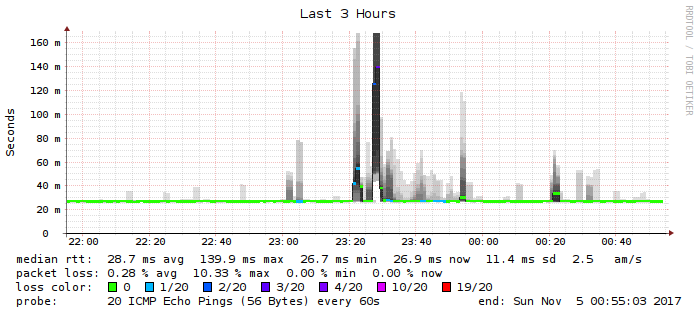 Last 3 Hours
RRDTOOL / TOBI OETIKER
Seconds
160 m
140 m
120 m
100 m
80 m
60 m
40 m
20 m
0
22:00 22:20 22:40 23:00 23:20 23:40 00:00 00:20 00:40
median rtt: 28.7 ms avg 139.9 ms max 26.7 ms min 26.9 ms now 11.4 ms sd 2.5 am/s
packet loss: 0.28 % avg 10.33 % max 0.00 % min 0.00 % now
loss color: 0 1/20 2/20 3/20 4/20 10/20 19/20
probe: 20 ICMP Echo Pings (56 Bytes) every 60s end: Sun Nov 5 00:55:03 2017